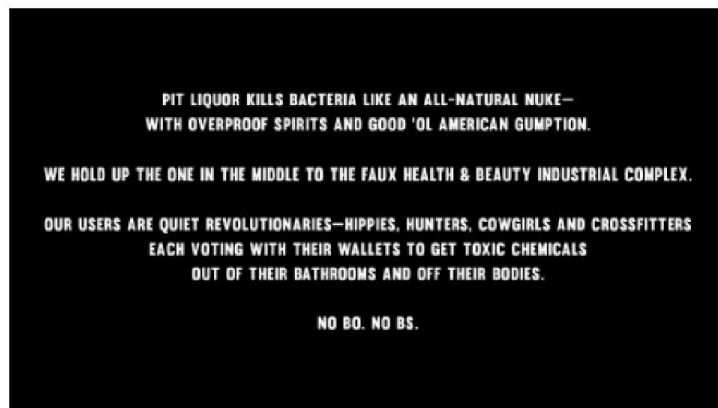 PIT LIQUOR KILLS BACTERIA LIKE AN ALL-NATURAL NUKE—
WITH OVERPROOF SPIRITS AND GOOD 'OL AMERICAN GUMPTION.
WE HOLD UP THE ONE IN THE MIDDLE TO THE FAUX HEALTH & BEAUTY INDUSTRIAL COMPLEX.
OUR USERS ARE QUIET REVOLUTIONARIES—HIPPIES, HUNTERS, COWGIRLS AND CROSSFITTERS
EACH VOTING WITH THEIR WALLETS TO GET TOXIC CHEMICALS
OUT OF THEIR BATHROOMS AND OFF THEIR BODIES.
NO BO. NO BS.